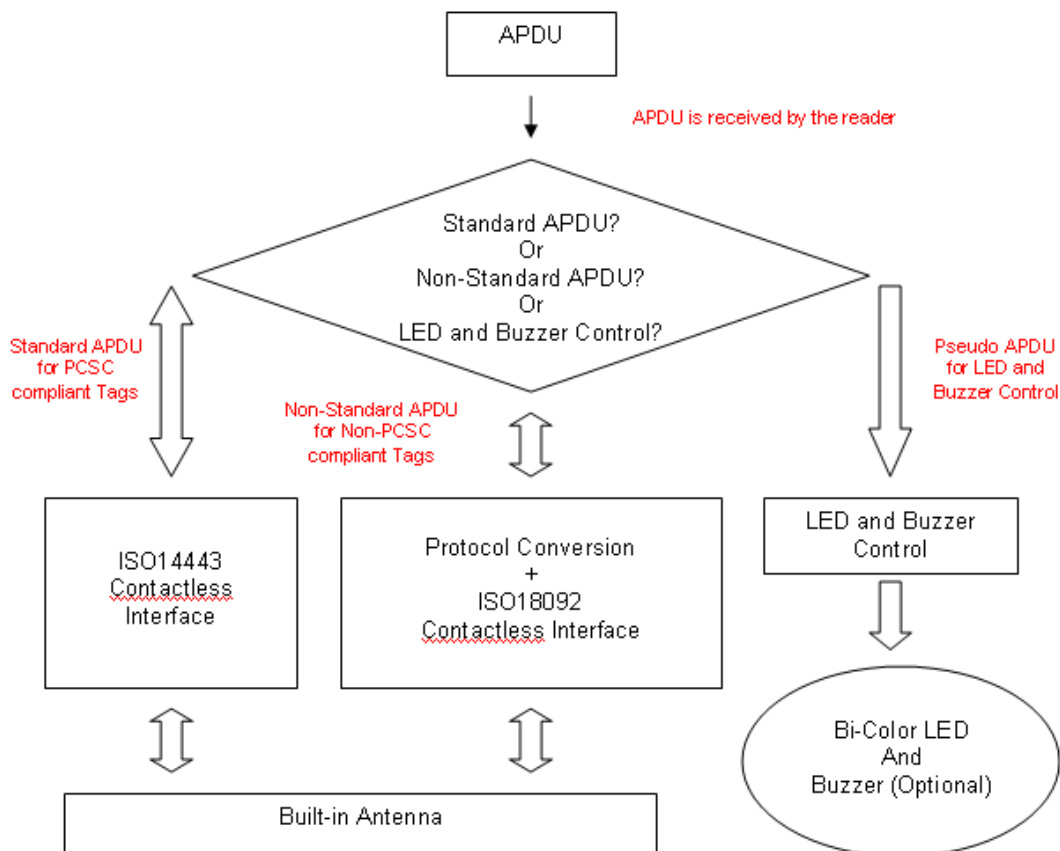 APDU
APDU is received by the reader
Standard APDU?
Or
Non-Standard APDU?
Or
LED and Buzzer Control?
Standard APDU
for PCSC
compliant Tags
Non-Standard APDU
for Non-PCSC
compliant Tags
Pseudo APDU
for LED and
Buzzer Control
ISO14443
Contactless
Interface
Protocol Conversion
+
ISO18092
Contactless Interface
LED and Buzzer
Control
Bi-Color LED
And
Buzzer (Optional)
Built-in Antenna